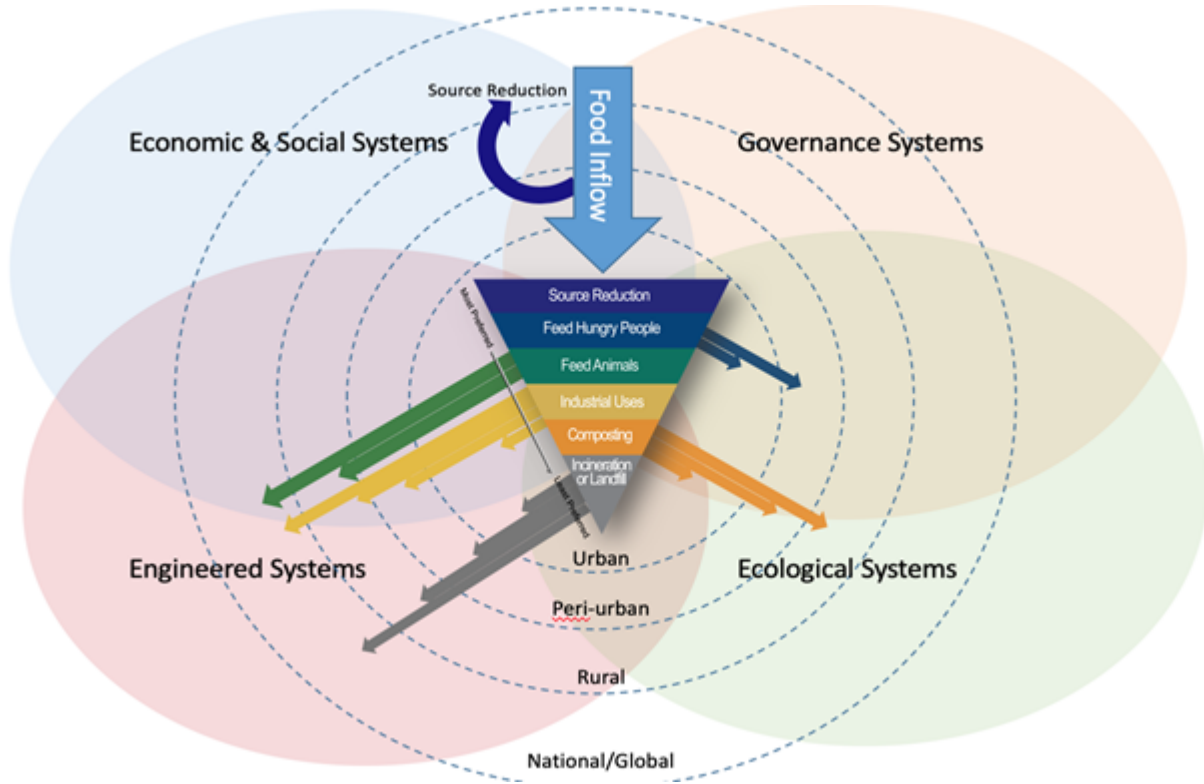 Source Reduction
Food Inflow
Economic & Social Systems
Governance Systems
Most Preferred
Source Reduction
Feed Hungry People
Feed Animals
Industrial Uses
Composting
Incineration
or Landfill
Least Preferred
Urban
Engineered Systems
Ecological Systems
Peri-urban
Rural
National/Global